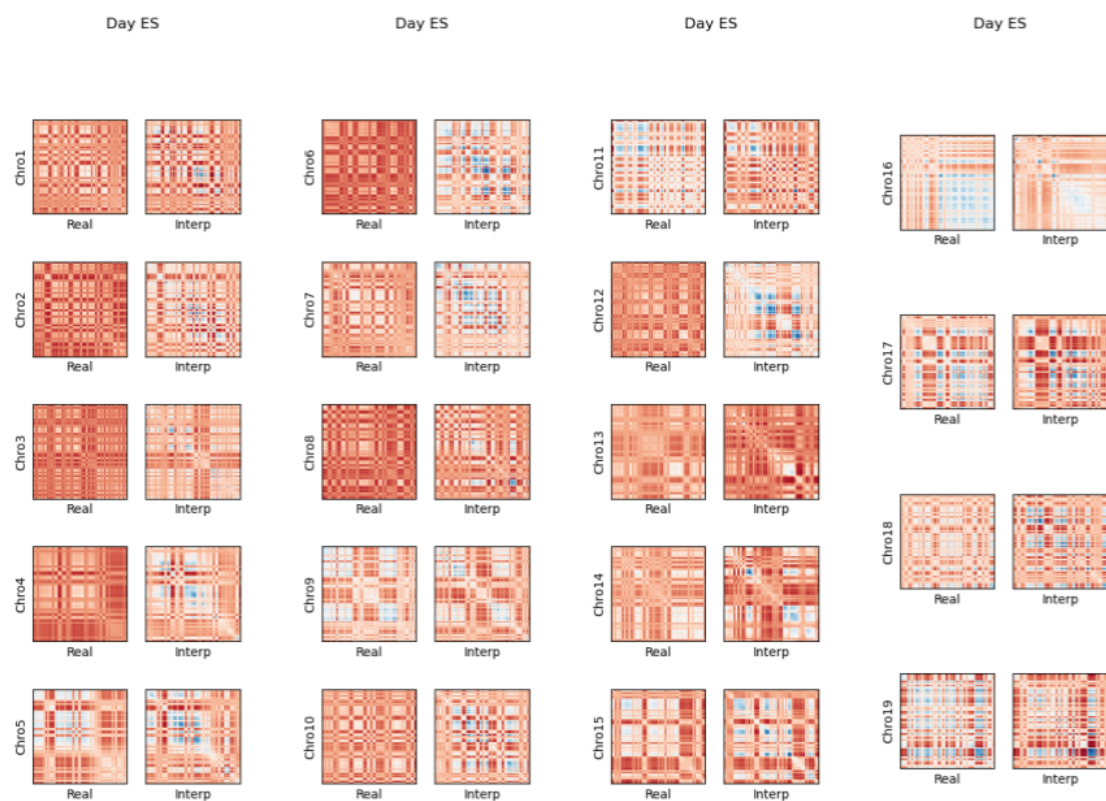 Day ES
Day ES
Day ES
Day ES
Chro1
Real
Interp
Chro2
Real
Interp
Chro3
Real
Interp
Chro4
Real
Interp
Chro5
Real
Interp
Chro6
Real
Interp
Chro7
Real
Interp
Chro8
Real
Interp
Chro9
Real
Interp
Chro10
Real
Interp
Chro11
Real
Interp
Chro12
Real
Interp
Chro13
Real
Interp
Chro14
Real
Interp
Chro15
Real
Interp
Chro16
Real
Interp
Chro17
Real
Interp
Chro18
Real
Interp
Chro19
Real
Interp